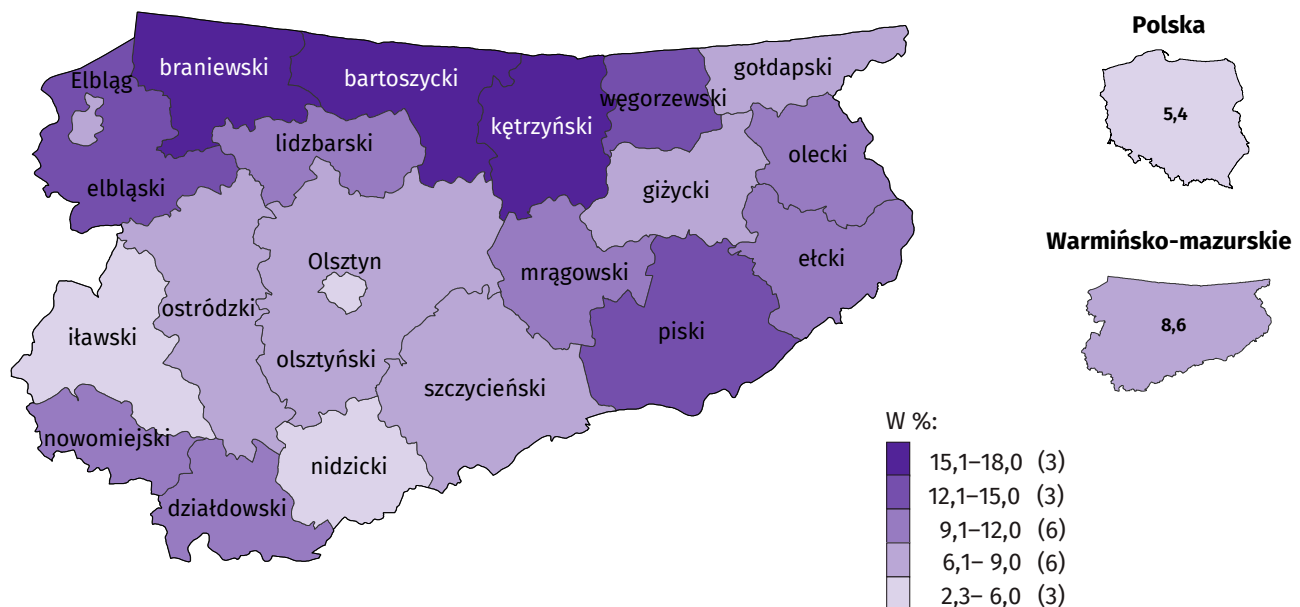 Polska
5,4
Elbląg
braniewski
bartoszycki
gołdapski
węgorzewski
kętrzyński
lidzbarski
olecki
elbląski
giżycki
Warmińsko-mazurskie
8,6
Olsztyn
mrągowski
ełcki
ostródzki
iławski
piski
olsztyński
szczycieński
nowomiejski
nidzicki
działdowski
W %:
15,1–18,0 (3)
12,1–15,0 (3)
9,1–12,0 (6)
6,1– 9,0 (6)
2,3– 6,0 (3)